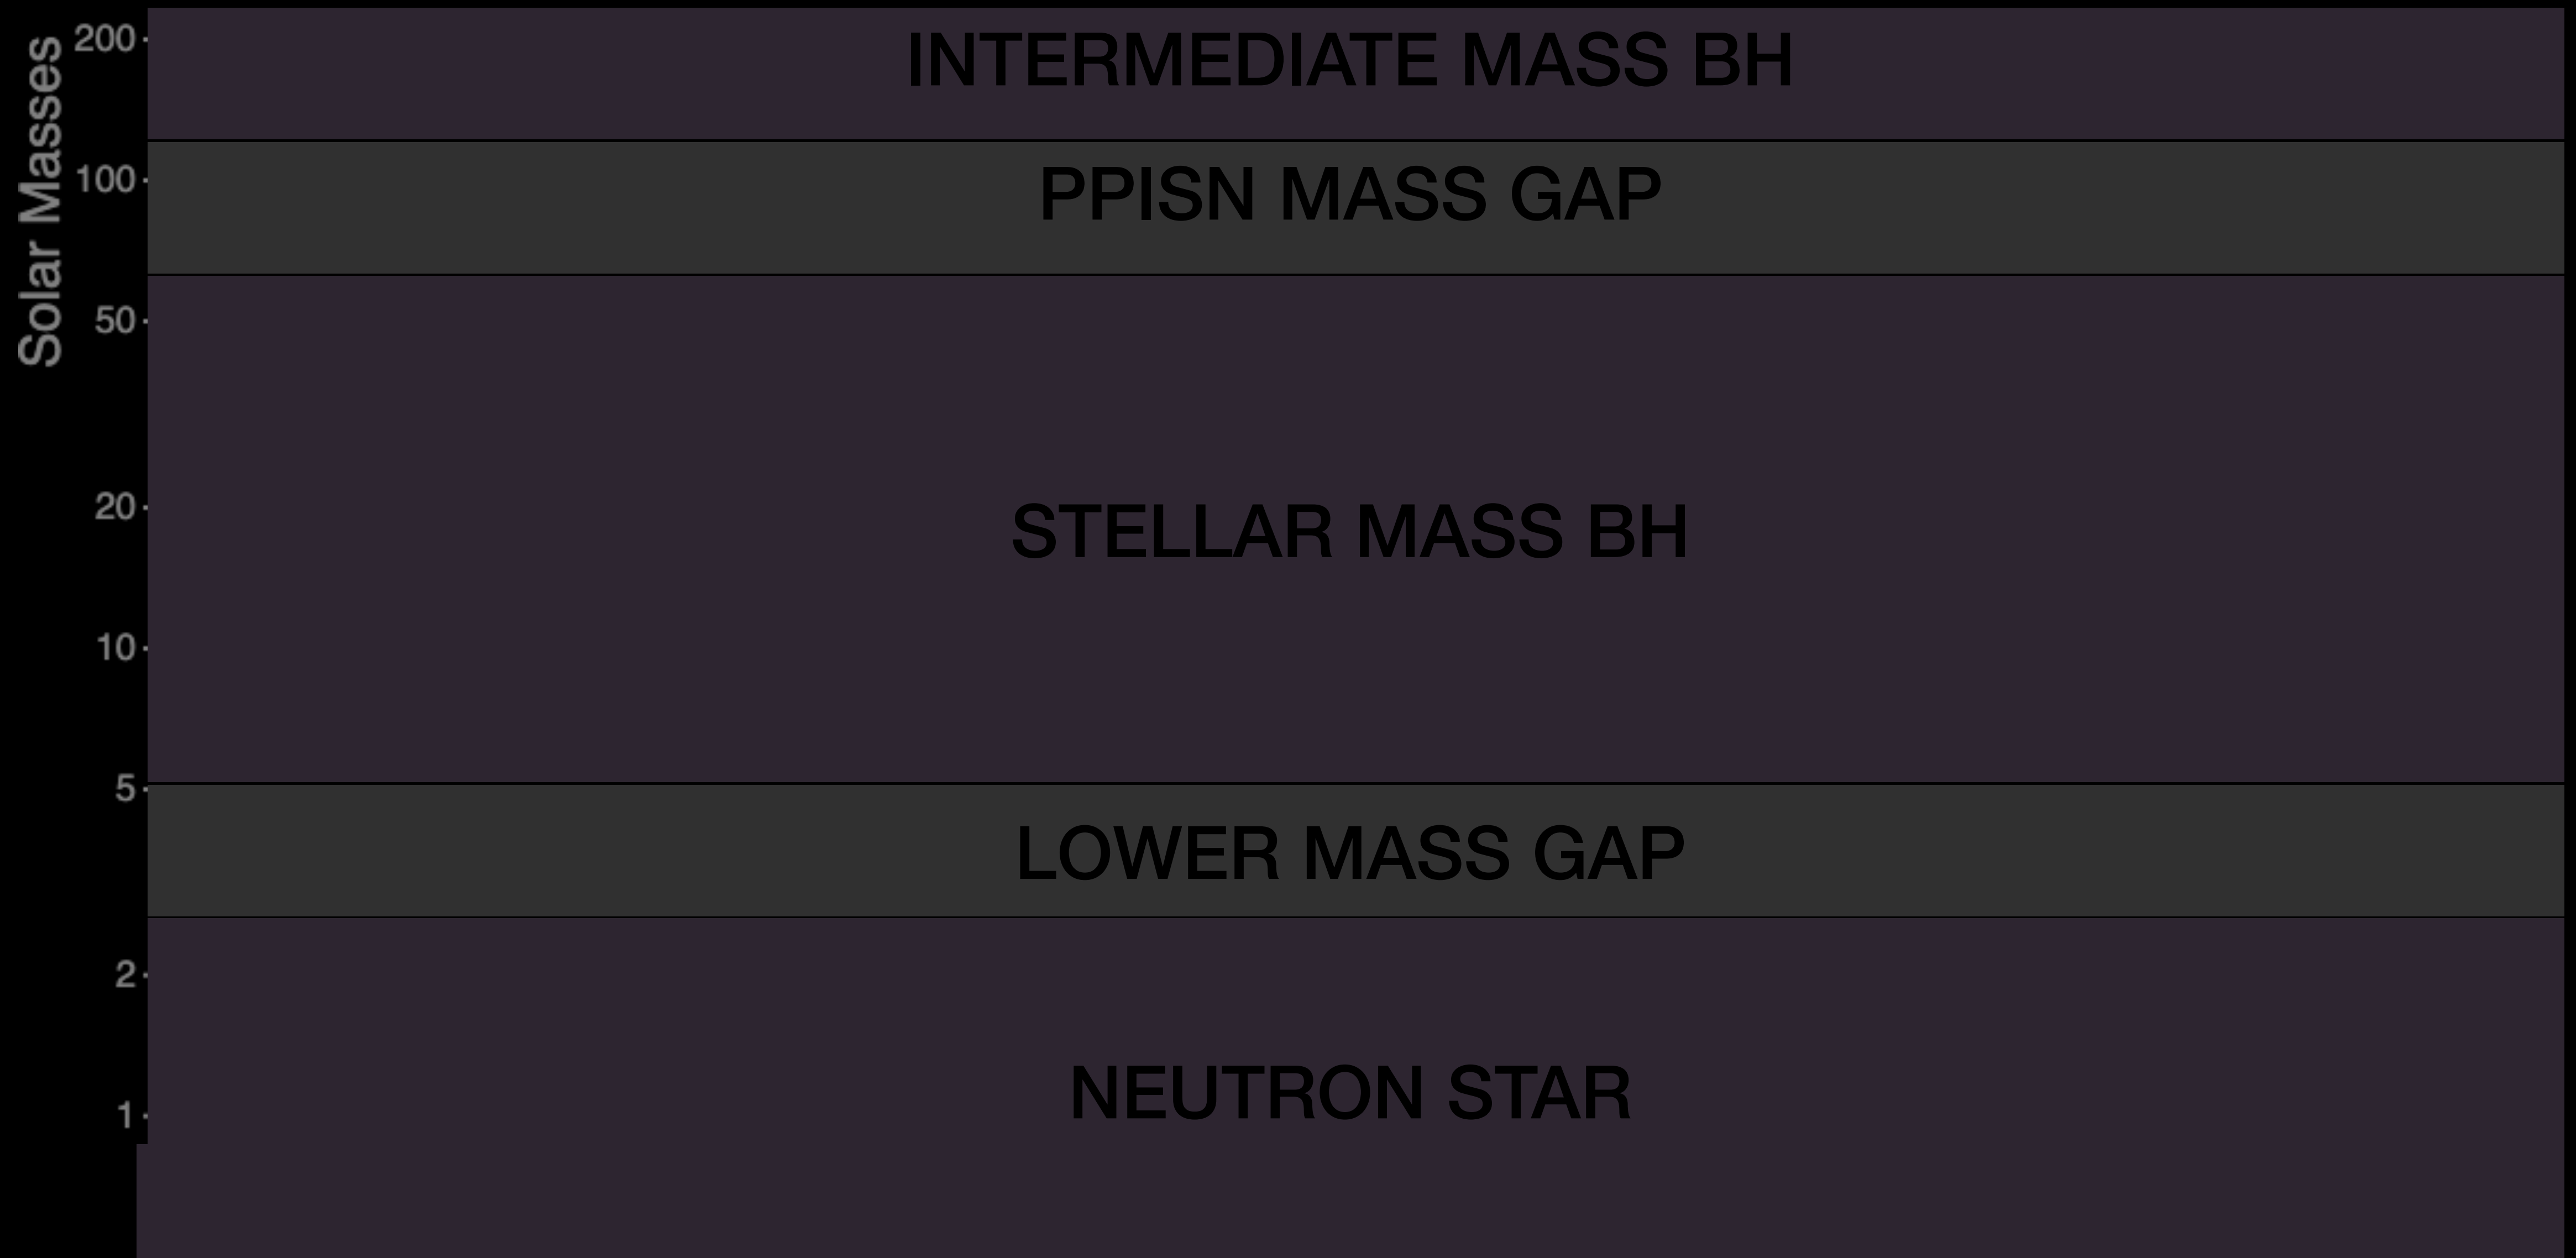 Solar Masses
200
INTERMEDIATE MASS BH
100
PPISN MASS GAP
50
20
STELLAR MASS BH
10
5
LOWER MASS GAP
2
NEUTRON STAR
1